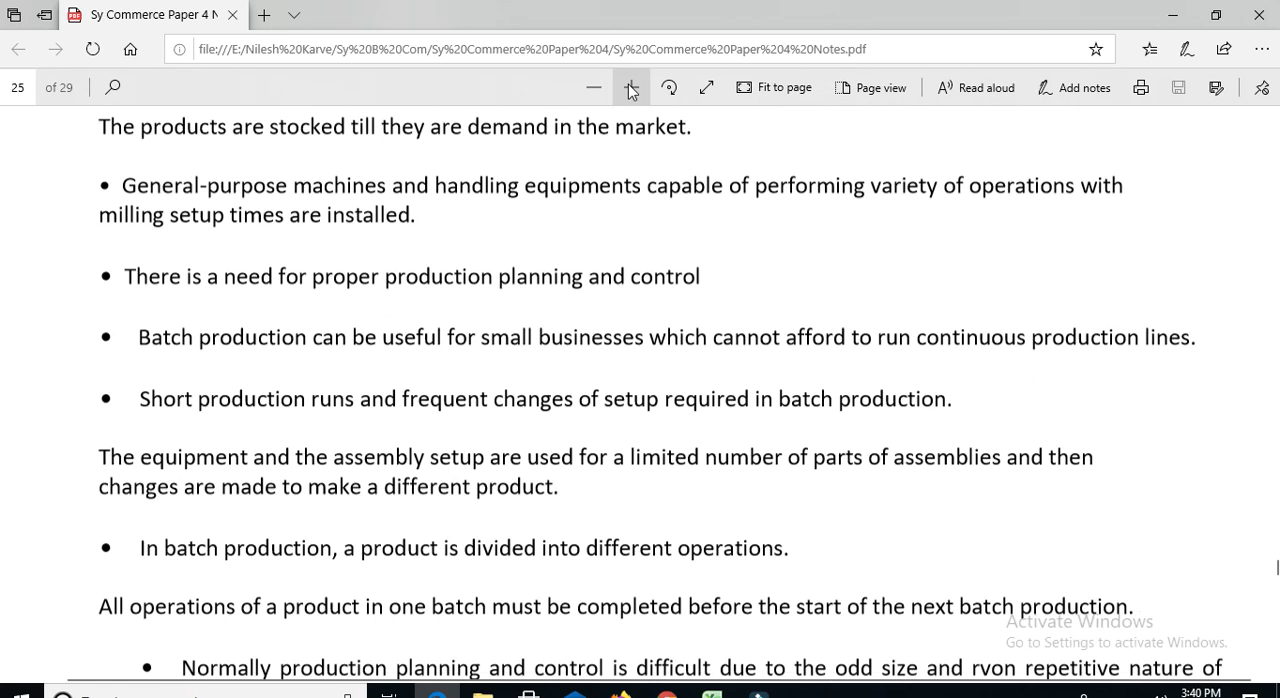 Sy Commerce Paper 4 N
file:///E:/Nilesh%20Karve/Sy%20B%20Com/Sy%20Commerce%20Paper%204/Sy%20Commerce%20Paper%204%20Notes.pdf
25 of 29 Fit to page Page view Read aloud Add notes
The products are stocked till they are demand in the market.
• General-purpose machines and handling equipments capable of performing variety of operations with
milling setup times are installed.
• There is a need for proper production planning and control
• Batch production can be useful for small businesses which cannot afford to run continuous production lines.
• Short production runs and frequent changes of setup required in batch production.
The equipment and the assembly setup are used for a limited number of parts of assemblies and then
changes are made to make a different product.
• In batch production, a product is divided into different operations.
All operations of a product in one batch must be completed before the start of the next batch production.
Activate Windows
Go to Settings to activate Windows.
• Normally production planning and control is difficult due to the odd size and rvon repetitive nature of
3:40 PM